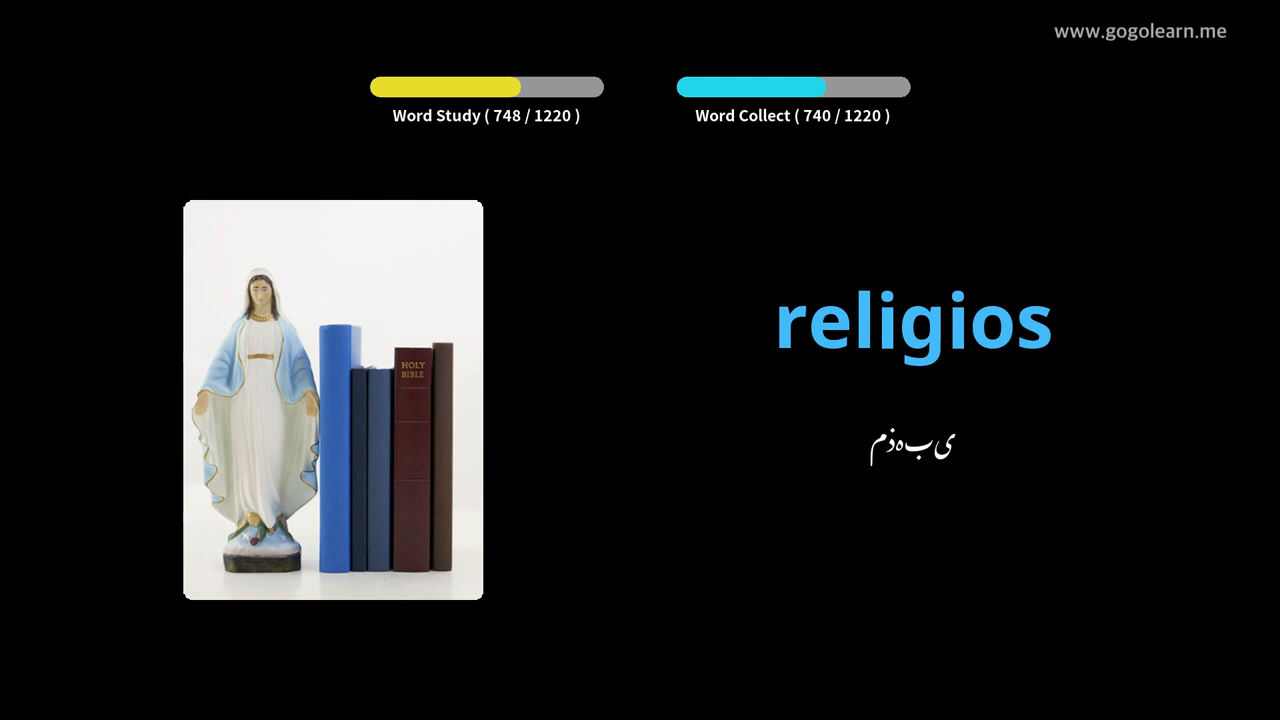 www.gogolearn.me
Word Study ( 748 / 1220 )
Word Collect ( 740 / 1220 )
HOLY
BIBLE
religios
مذہبی